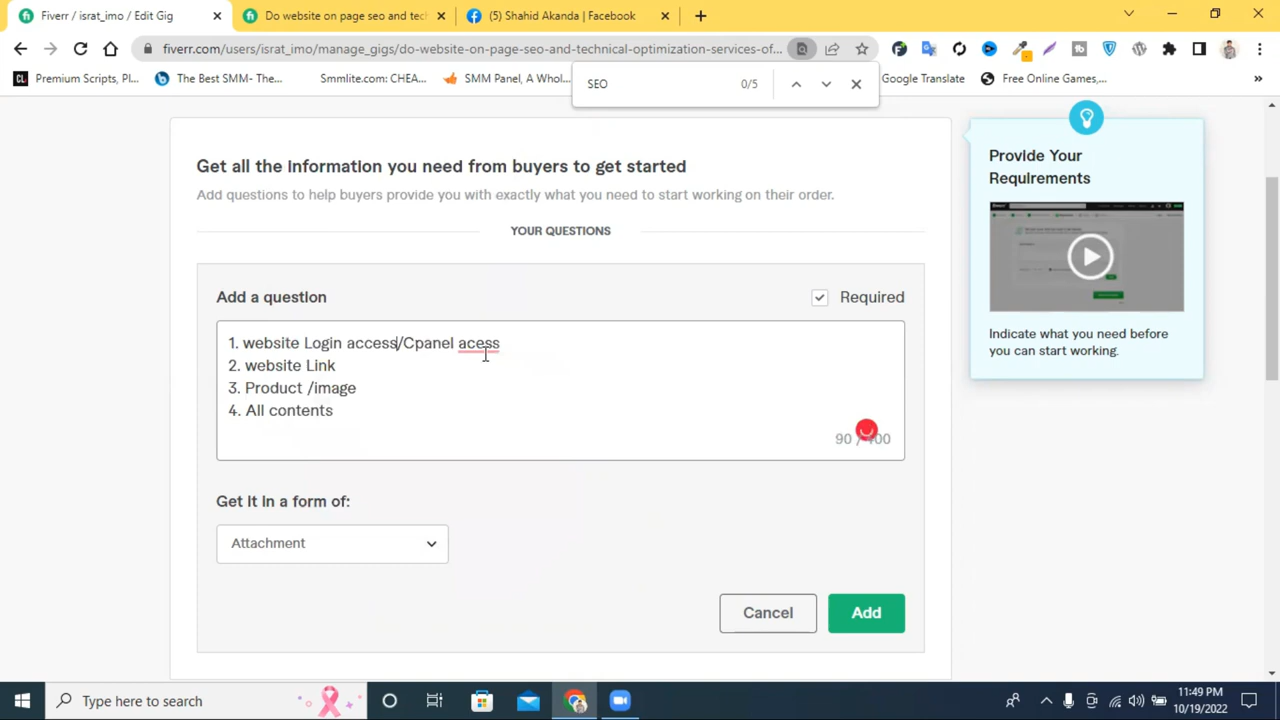 Fiverr / israt_imo / Edit Gig
Do website on page seo and tech
(5) Shahid Akanda | Facebook
fiverr.com/users/israt_imo/manage_gigs/do-website-on-page-seo-and-technical-optimization-services-of...
Premium Scripts, Pl...
The Best SMM- The...
Smmlite.com: CHEA...
SMM Panel, A Whol...
Google Translate
Free Online Games,...
SEO
0/5
Get all the information you need from buyers to get started
Add questions to help buyers provide you with exactly what you need to start working on their order.
YOUR QUESTIONS
Add a question
Required
1. website Login access/Cpanel acess
2. website Link
3. Product /image
4. All contents
90 / 400
Get it in a form of:
Attachment
Cancel
Add
Provide Your
Requirements
Indicate what you need before
you can start working.
Type here to search
11:49 PM
10/19/2022